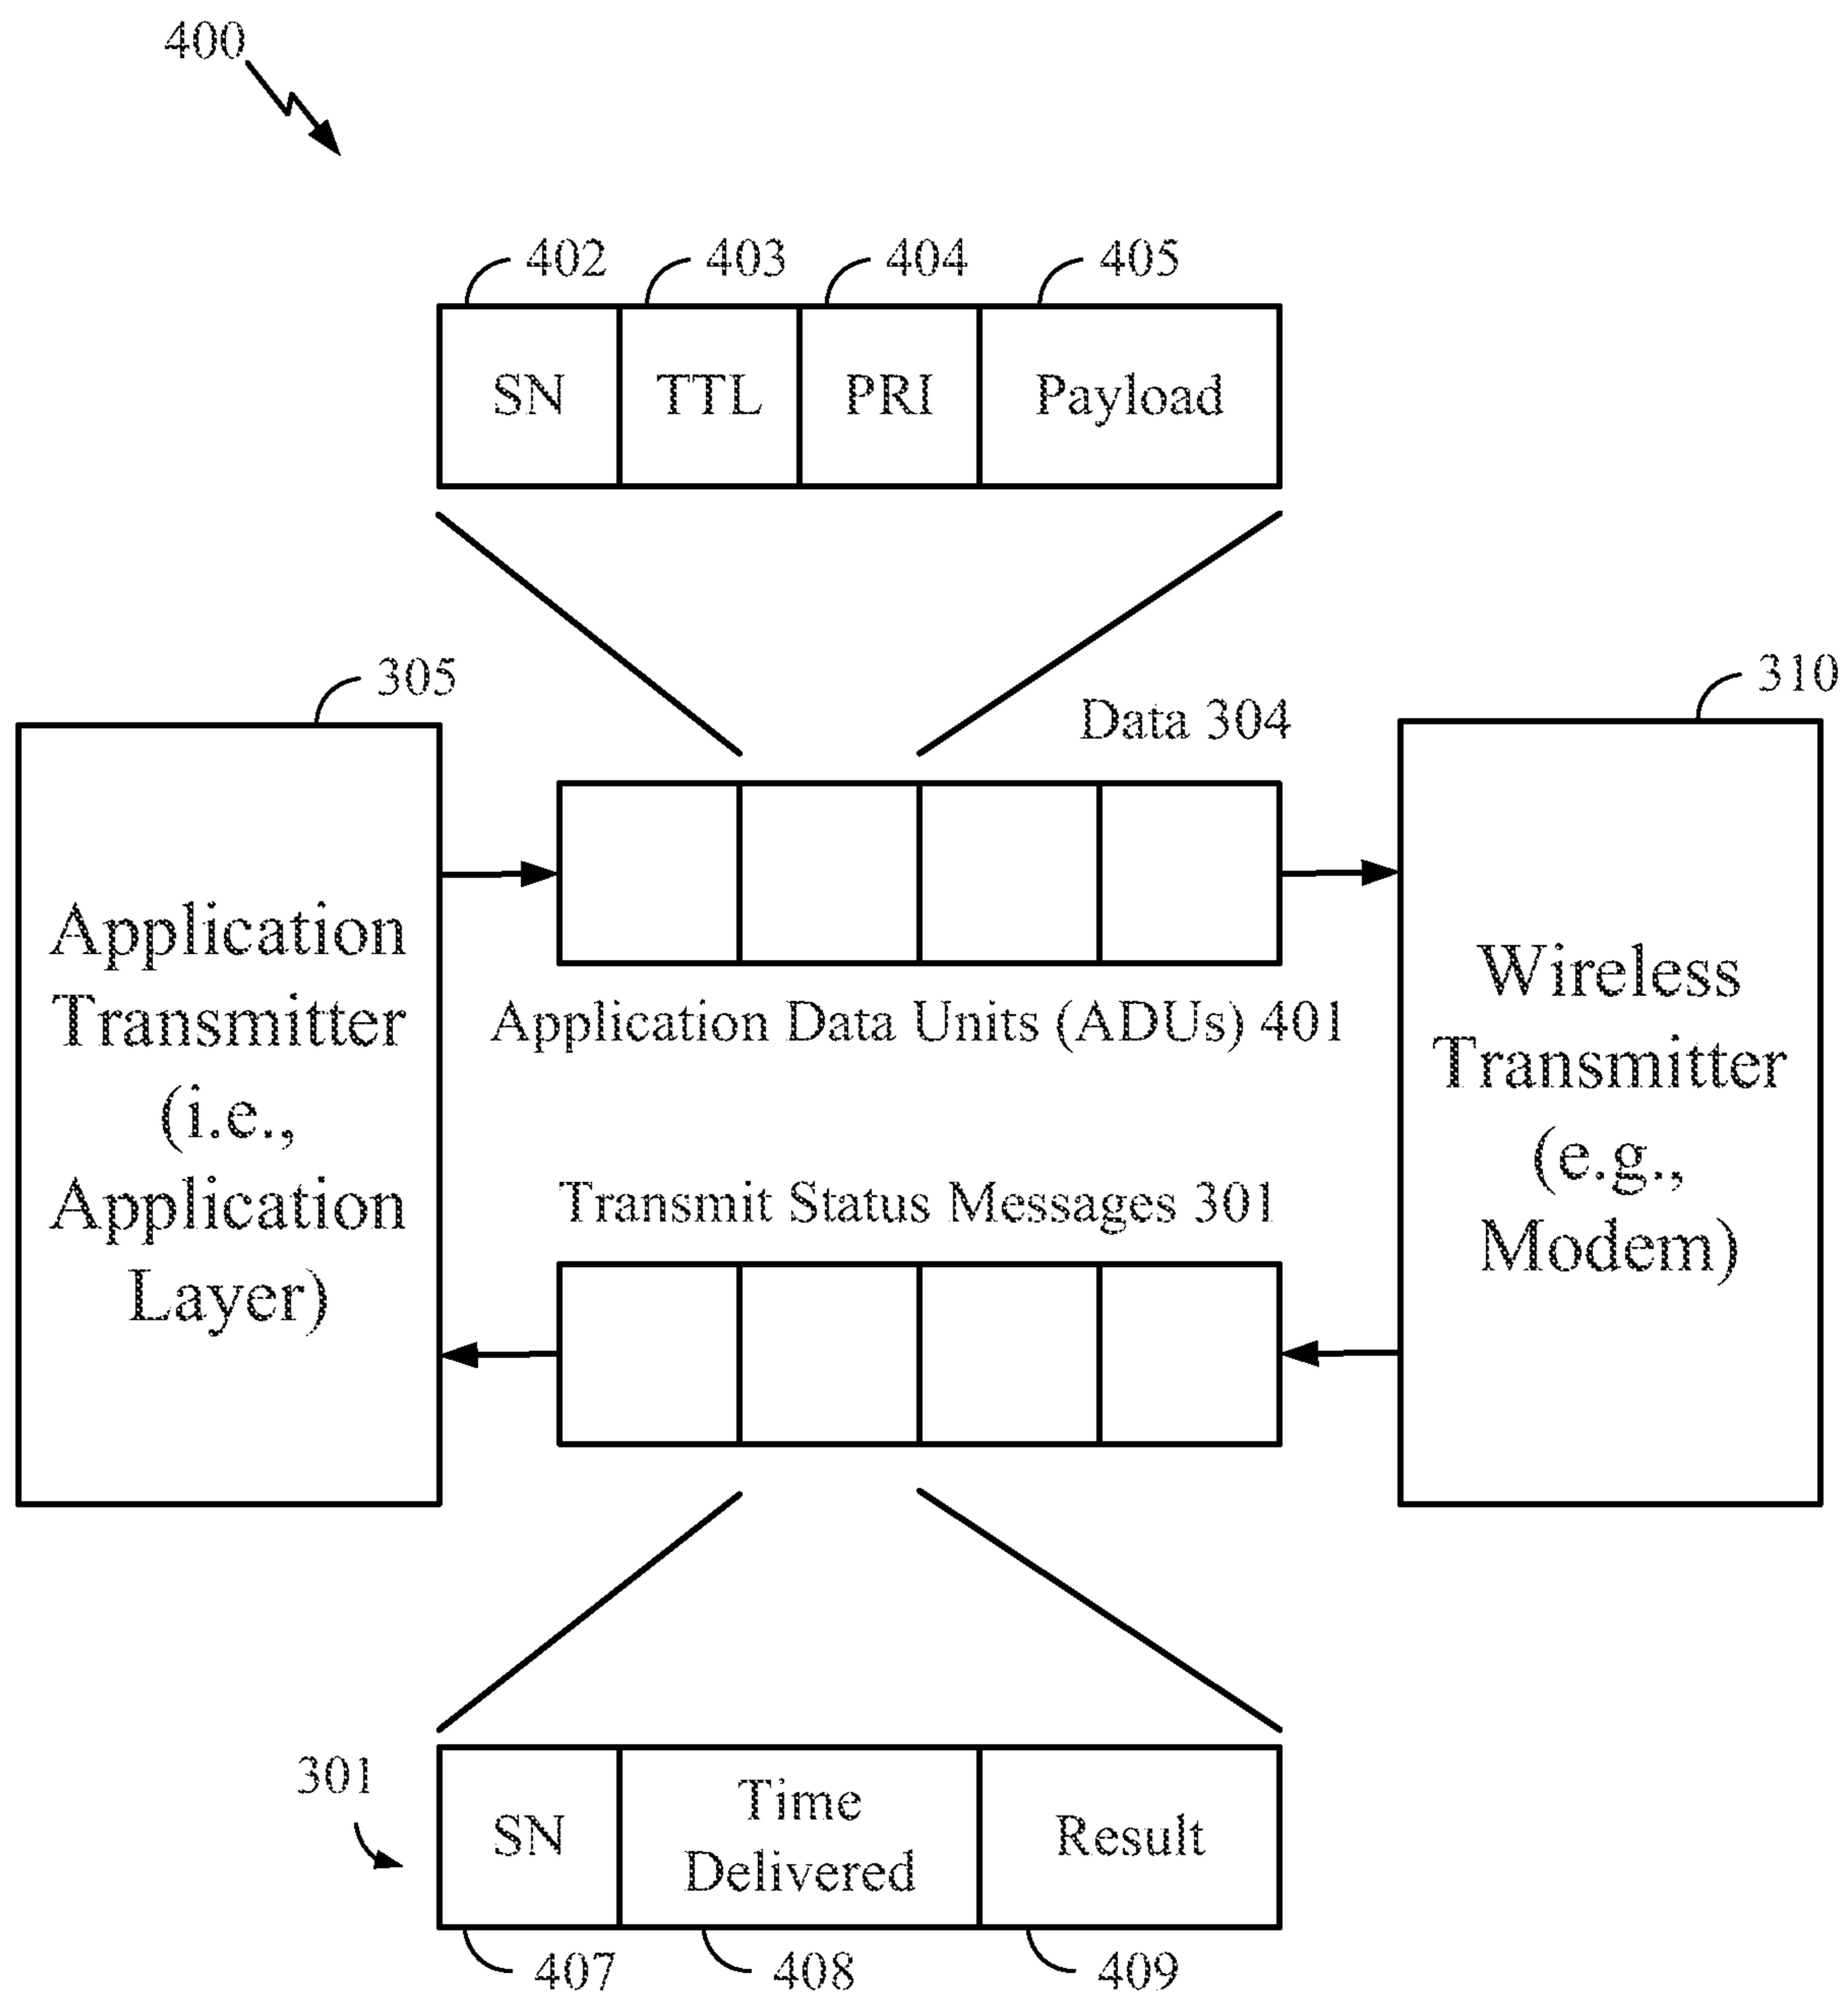 400
402 403 404 405
SN TTL PRI Payload
305
310
Data 304
Application
Transmitter
(i.e.,
Application
Layer)
Application Data Units (ADUs) 401
Transmit Status Messages 301
Wireless
Transmitter
(e.g.,
Modem)
301
SN
Time
Delivered
Result
407 408 409